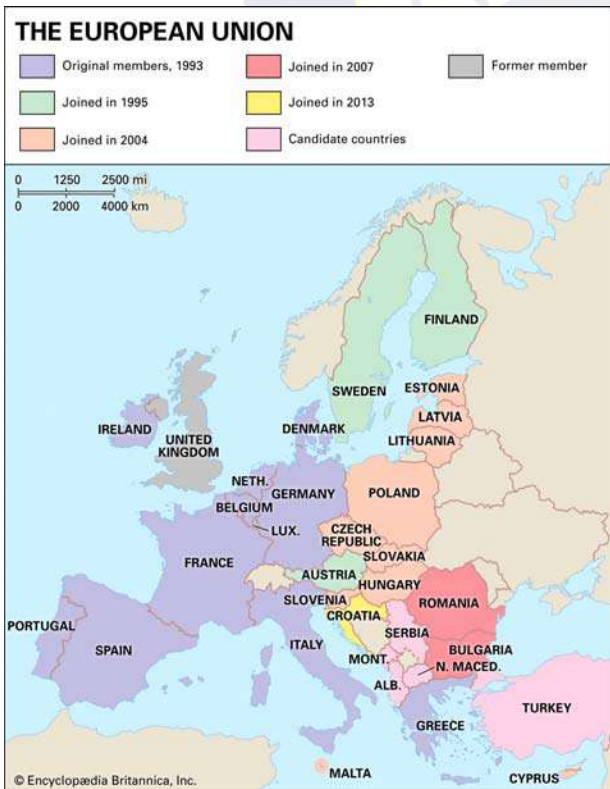 THE EUROPEAN UNION
Original members, 1993
Joined in 2007
Former member
Joined in 1995
Joined in 2013
Joined in 2004
Candidate countries
0 1250 2500 mi
0 2000 4000 km
FINLAND
SWEDEN
ESTONIA
LATVIA
LITHUANIA
IRELAND
UNITED
KINGDOM
DENMARK
NETH.
GERMANY
POLAND
BELGIUM
LUX.
CZECH
REPUBLIC
SLOVAKIA
FRANCE
AUSTRIA
HUNGARY
SLOVENIA
ROMANIA
CROATIA
SERBIA
PORTUGAL
SPAIN
ITALY
MONT.
BULGARIA
N. MACED.
ALB.
TURKEY
GREECE
MALTA
CYPRUS
© Encyclopædia Britannica, Inc.